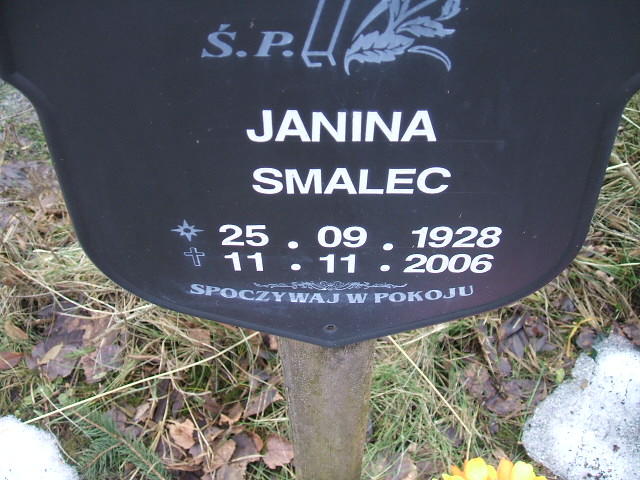 Ś.P.
JANINA
SMALEC
25 . 09 . 1928
11 . 11 . 2006
SPOCZYWAJ W POKOJU